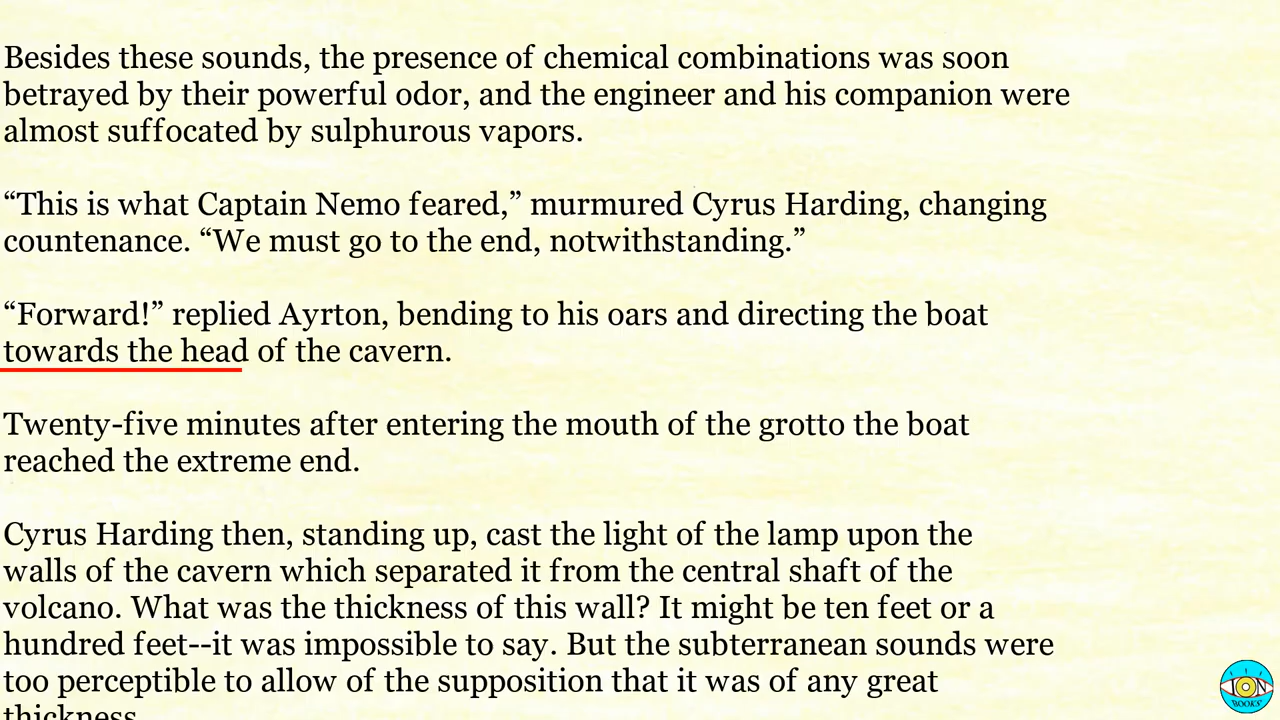 Besides these sounds, the presence of chemical combinations was soon
betrayed by their powerful odor, and the engineer and his companion were
almost suffocated by sulphurous vapors.
“This is what Captain Nemo feared,” murmured Cyrus Harding, changing
countenance. “We must go to the end, notwithstanding.”
“Forward!” replied Ayrton, bending to his oars and directing the boat
towards the head of the cavern.
Twenty-five minutes after entering the mouth of the grotto the boat
reached the extreme end.
Cyrus Harding then, standing up, cast the light of the lamp upon the
walls of the cavern which separated it from the central shaft of the
volcano. What was the thickness of this wall? It might be ten feet or a
hundred feet--it was impossible to say. But the subterranean sounds were
too perceptible to allow of the supposition that it was of any great
thickness.
ION
BOOKS